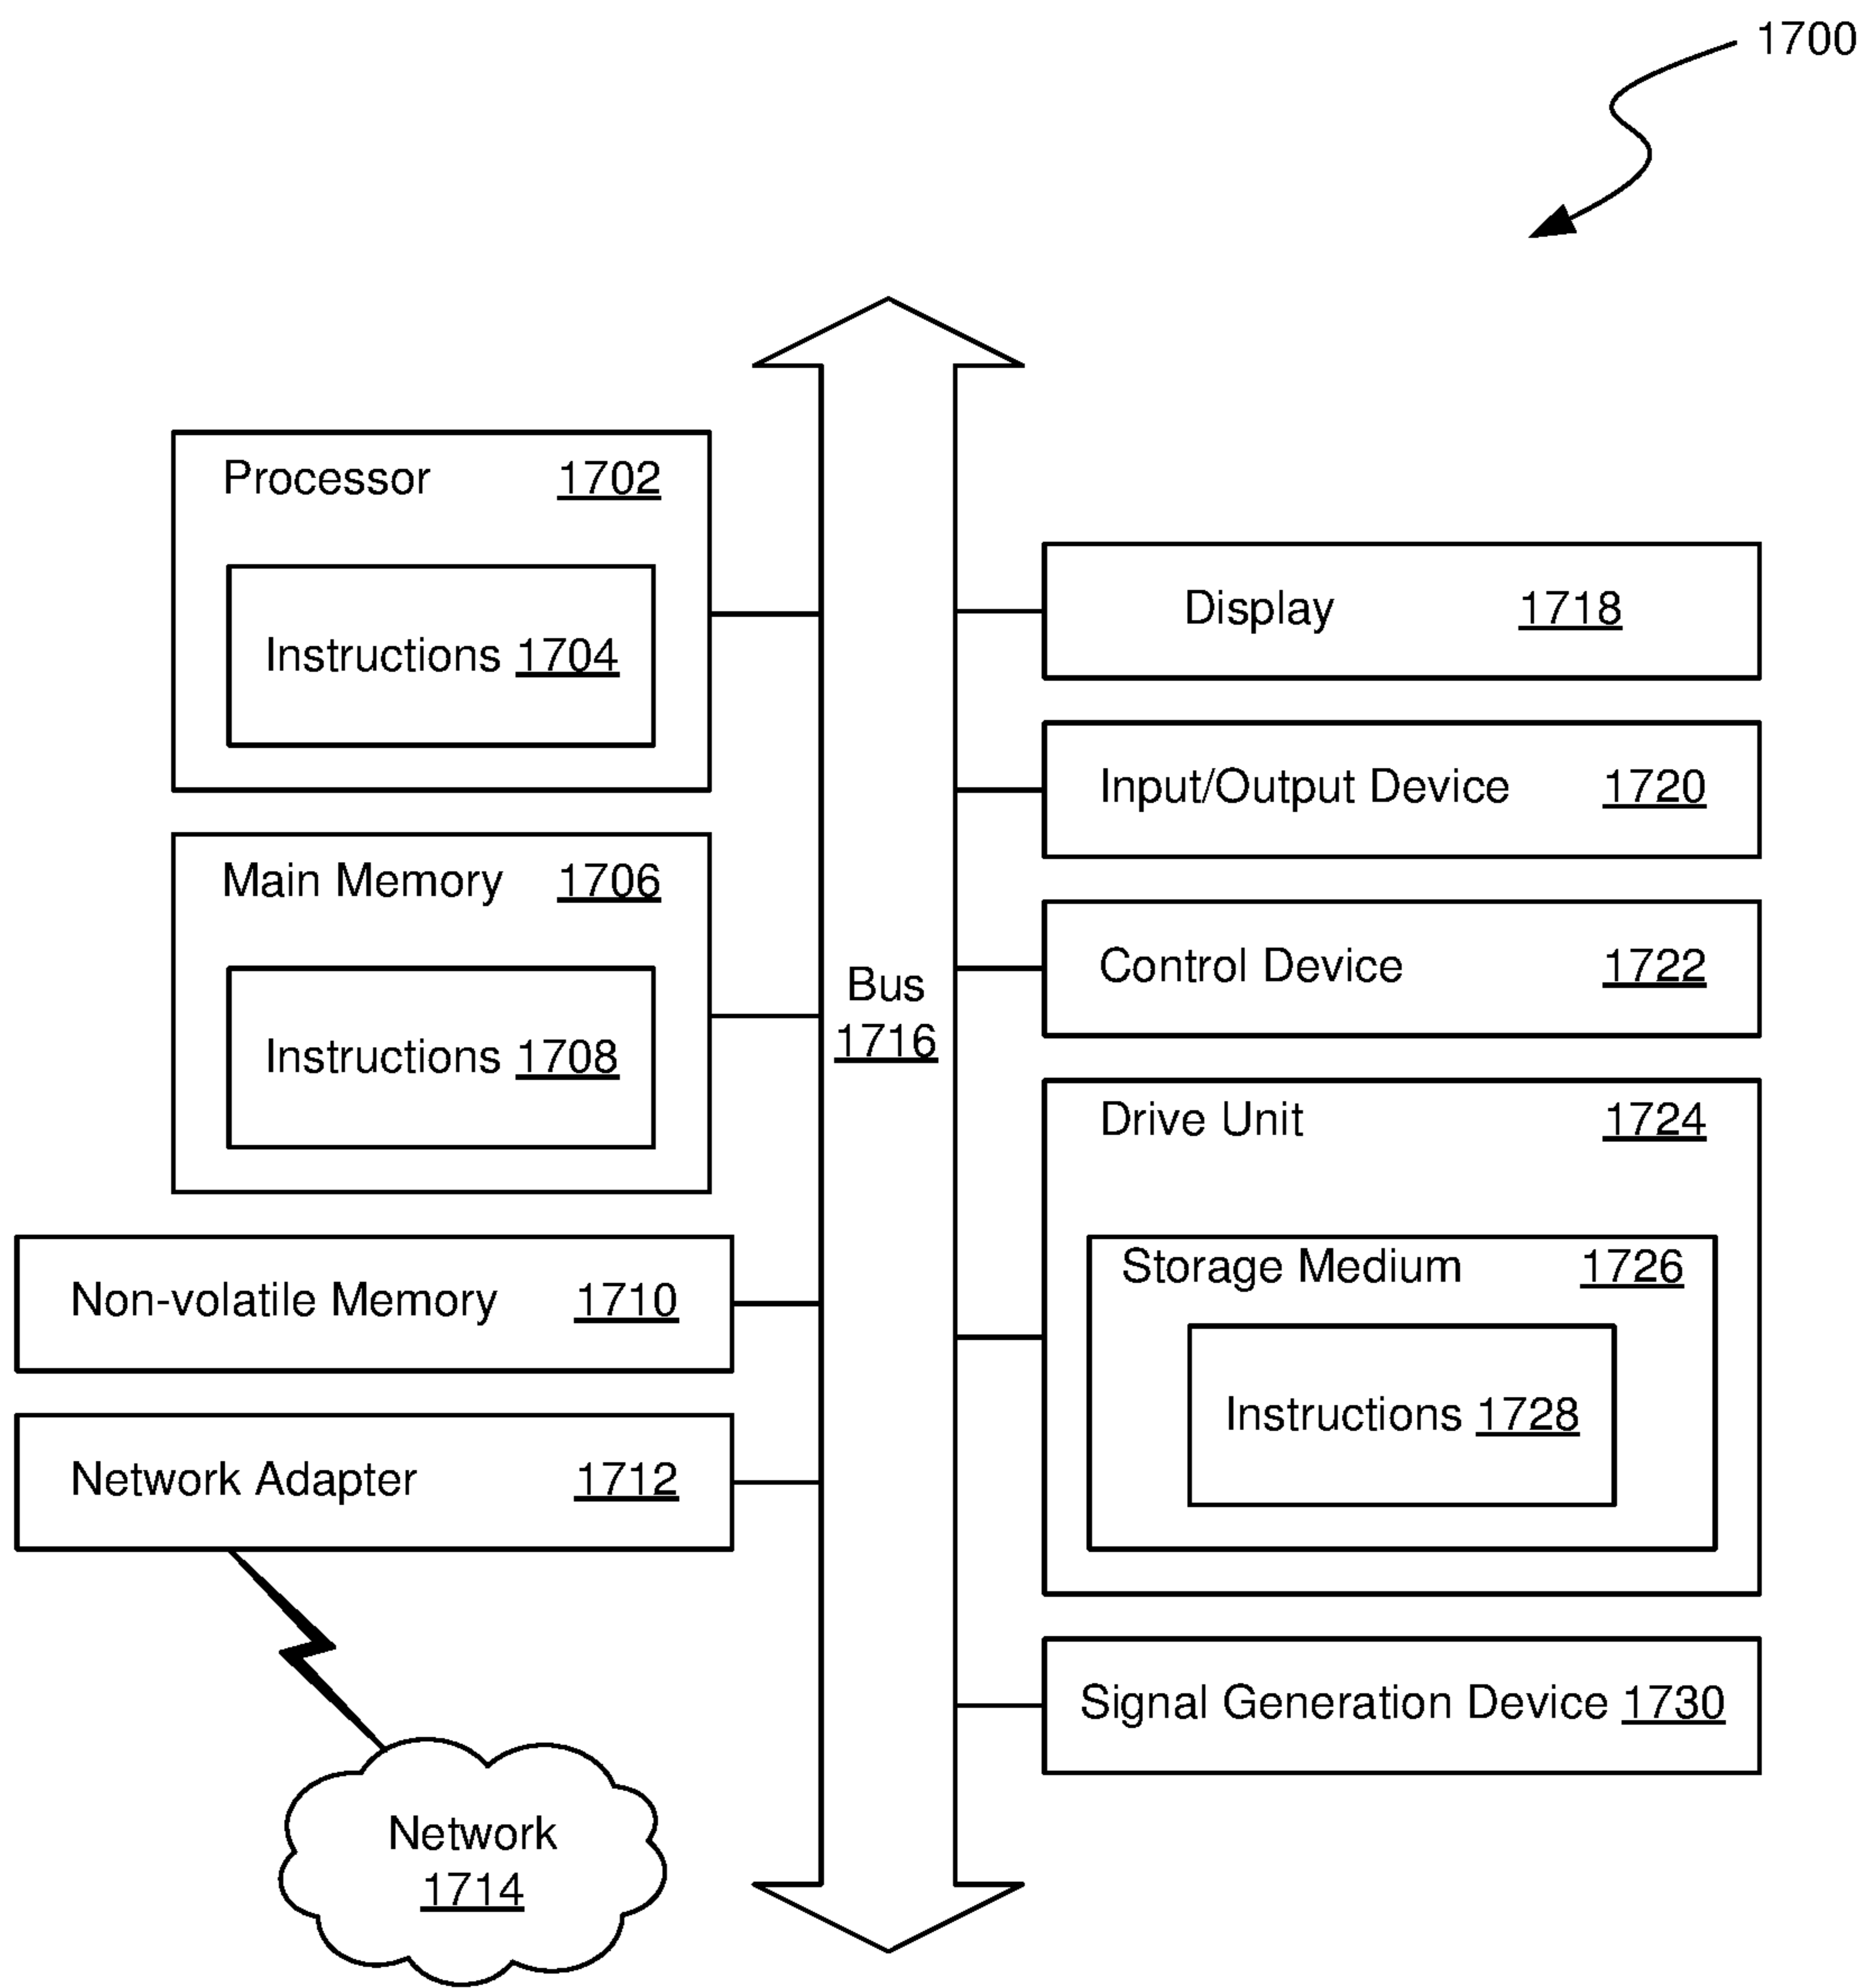 1700
Processor 1702
Instructions 1704
Main Memory 1706
Instructions 1708
Non-volatile Memory 1710
Network Adapter 1712
Network
1714
Bus
1716
Display 1718
Input/Output Device 1720
Control Device 1722
Drive Unit 1724
Storage Medium 1726
Instructions 1728
Signal Generation Device 1730